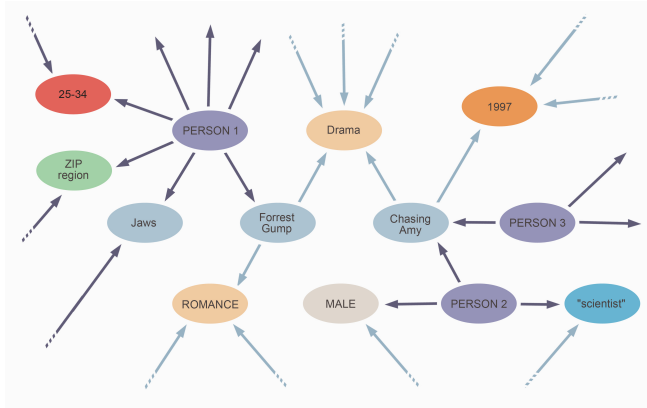 25-34
PERSON 1
Drama
1997
ZIP
region
Jaws
Forrest
Gump
Chasing
Amy
PERSON 3
ROMANCE
MALE
PERSON 2
"scientist"